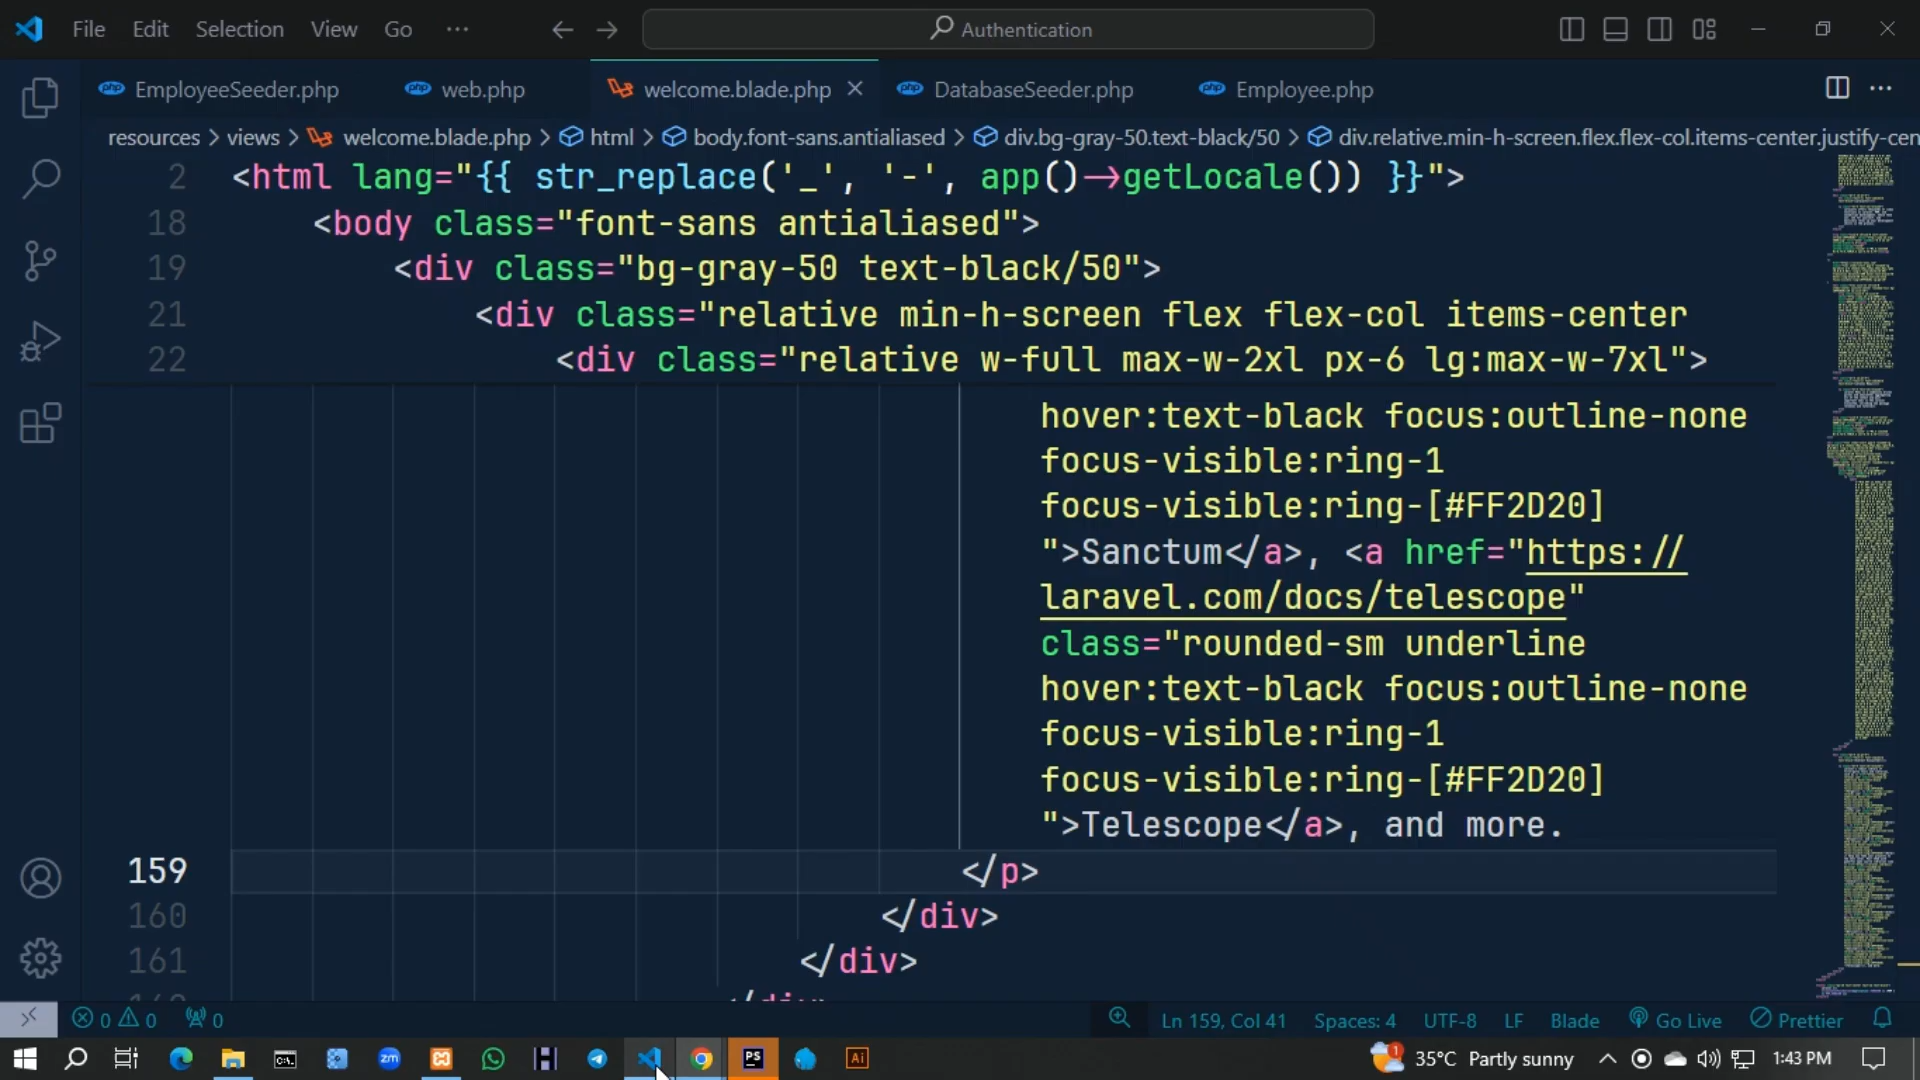 File Edit Selection View Go ··· Authentication
EmployeeSeeder.php web.php welcome.blade.php DatabaseSeeder.php Employee.php
resources > views > welcome.blade.php > html > body.font-sans.antialiased > div.bg-gray-50.text-black/50 > div.relative.min-h-screen.flex.flex-col.items-center.justify-cen
2 <html lang="{{ str_replace('_', '-', app()->getLocale()) }}">
18 <body class="font-sans antialiased">
19 <div class="bg-gray-50 text-black/50">
21 <div class="relative min-h-screen flex flex-col items-center
22 <div class="relative w-full max-w-2xl px-6 lg:max-w-7xl">
hover:text-black focus:outline-none
focus-visible:ring-1
focus-visible:ring-[#FF2D20]
">Sanctum</a>, <a href="https://
laravel.com/docs/telescope"
class="rounded-sm underline
hover:text-black focus:outline-none
focus-visible:ring-1
focus-visible:ring-[#FF2D20]
">Telescope</a>, and more.
159 </p>
160 </div>
161 </div>
0 0 0 Ln 159, Col 41 Spaces: 4 UTF-8 LF Blade Go Live Prettier
zm PS Ai 1 35°C Partly sunny 1:43 PM